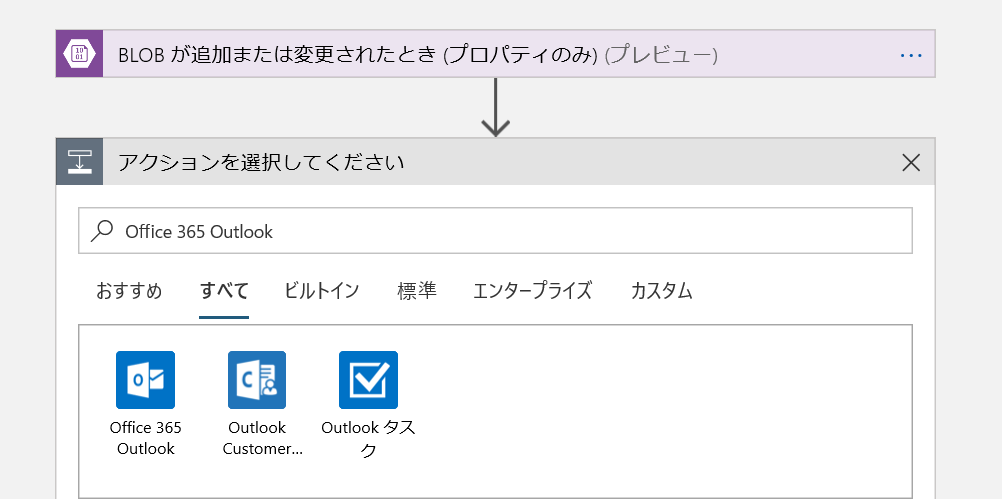 BLOB が追加または変更されたとき (プロパティのみ) (プレビュー)
アクションを選択してください
Office 365 Outlook
おすすめ すべて ビルトイン 標準 エンタープライズ カスタム
Office 365 Outlook
Outlook Customer...
Outlook タスク